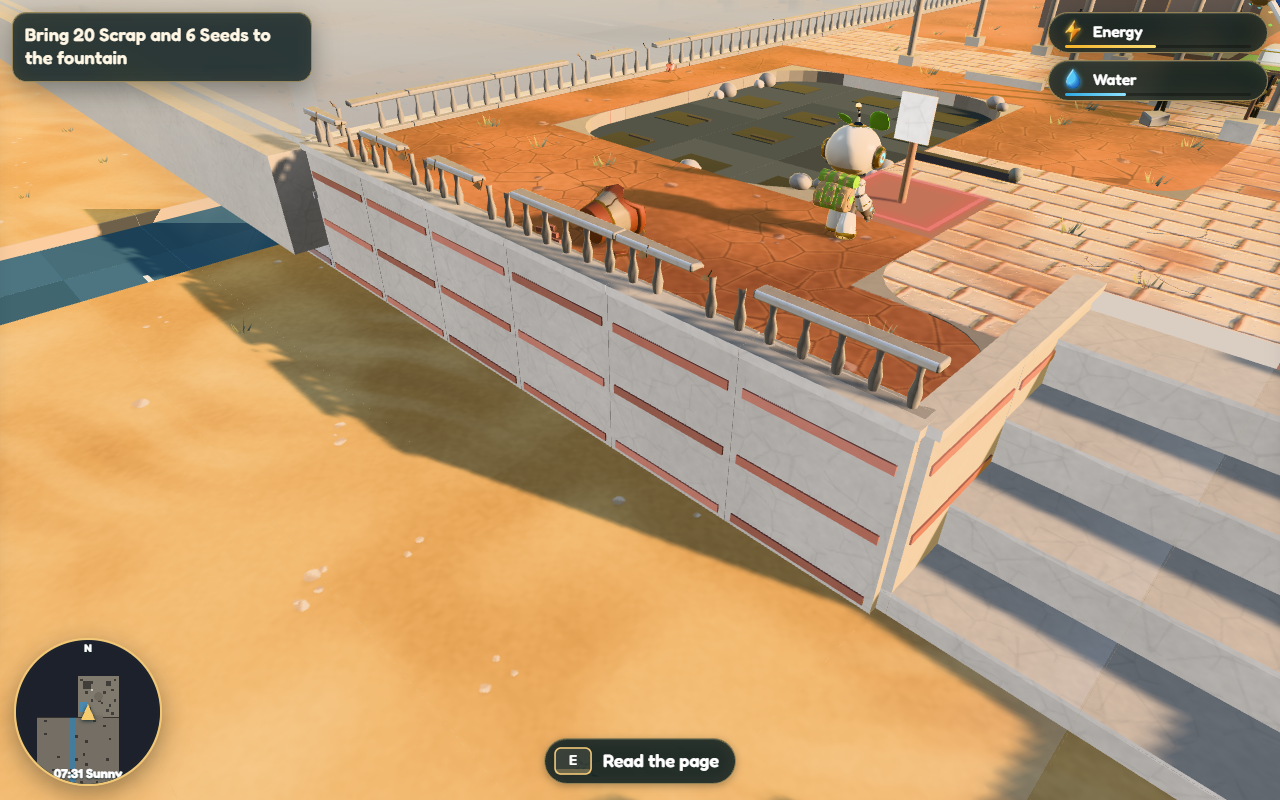 Bring 20 Scrap and 6 Seeds to
the fountain
Energy
Water
N
07:31 Sunny
E Read the page